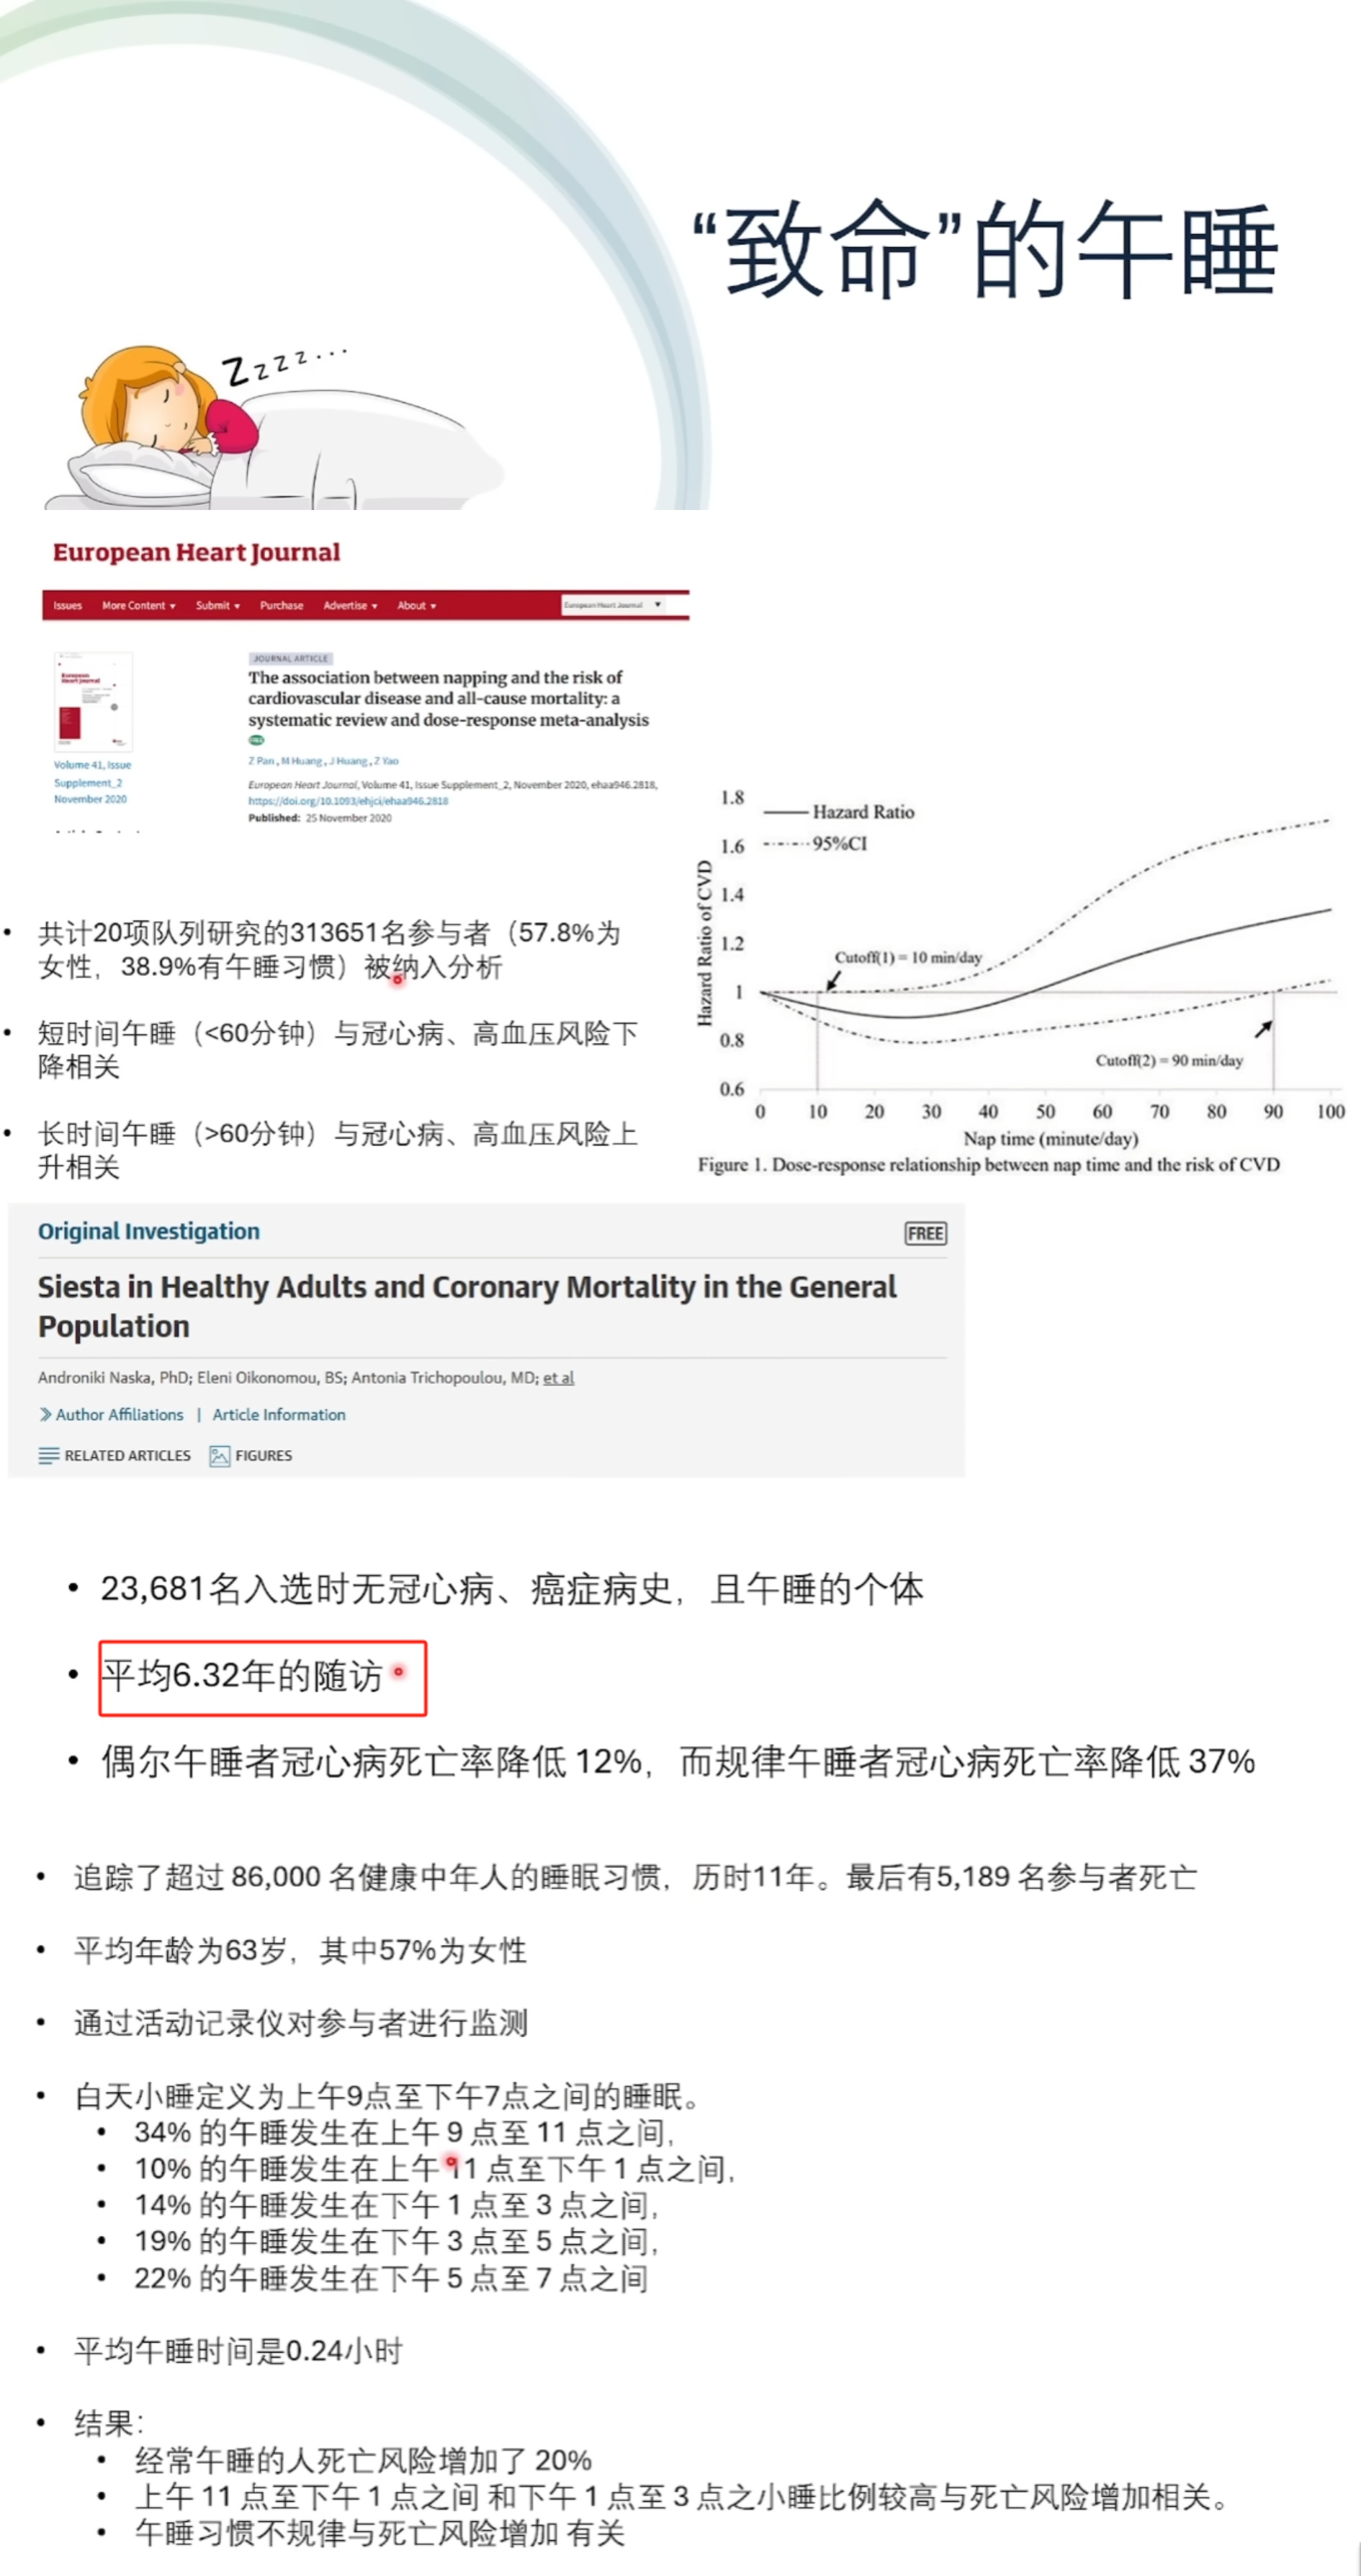 “致命”的午睡
Zzzz...
European Heart Journal
Issues More Content Submit Purchase Advertise About European Heart Journal
JOURNAL ARTICLE
The association between napping and the risk of
cardiovascular disease and all-cause mortality: a
systematic review and dose-response meta-analysis
FREE
Z Pan, M Huang, J Huang, Z Yao
European Heart Journal, Volume 41, Issue Supplement_2, November 2020, ehaa946.2818,
https://doi.org/10.1093/ehjci/ehaa946.2818
Published: 25 November 2020
European
Heart Journal
Volume 41, Issue
Supplement_2
November 2020
• 共计20项队列研究的313651名参与者（57.8%为
女性，38.9%有午睡习惯）被纳入分析
• 短时间午睡（<60分钟）与冠心病、高血压风险下
降相关
• 长时间午睡（>60分钟）与冠心病、高血压风险上
升相关
Hazard Ratio of CVD
1.8
1.6
1.4
1.2
1
0.8
0.6
Hazard Ratio
95%CI
Cutoff(1) = 10 min/day
Cutoff(2) = 90 min/day
0 10 20 30 40 50 60 70 80 90 100
Nap time (minute/day)
Figure 1. Dose-response relationship between nap time and the risk of CVD
Original Investigation FREE
Siesta in Healthy Adults and Coronary Mortality in the General
Population
Androniki Naska, PhD; Eleni Oikonomou, BS; Antonia Trichopoulou, MD; et al
Author Affiliations | Article Information
RELATED ARTICLES FIGURES
• 23,681名入选时无冠心病、癌症病史，且午睡的个体
• 平均6.32年的随访
• 偶尔午睡者冠心病死亡率降低 12%，而规律午睡者冠心病死亡率降低 37%
• 追踪了超过 86,000 名健康中年人的睡眠习惯，历时11年。最后有5,189 名参与者死亡
• 平均年龄为63岁，其中57%为女性
• 通过活动记录仪对参与者进行监测
• 白天小睡定义为上午9点至下午7点之间的睡眠。
• 34% 的午睡发生在上午 9 点至 11 点之间，
• 10% 的午睡发生在上午 11 点至下午 1 点之间，
• 14% 的午睡发生在下午 1 点至 3 点之间，
• 19% 的午睡发生在下午 3 点至 5 点之间，
• 22% 的午睡发生在下午 5 点至 7 点之间
• 平均午睡时间是0.24小时
• 结果：
• 经常午睡的人死亡风险增加了 20%
• 上午 11 点至下午 1 点之间 和下午 1 点至 3 点之小睡比例较高与死亡风险增加相关。
• 午睡习惯不规律与死亡风险增加 有关